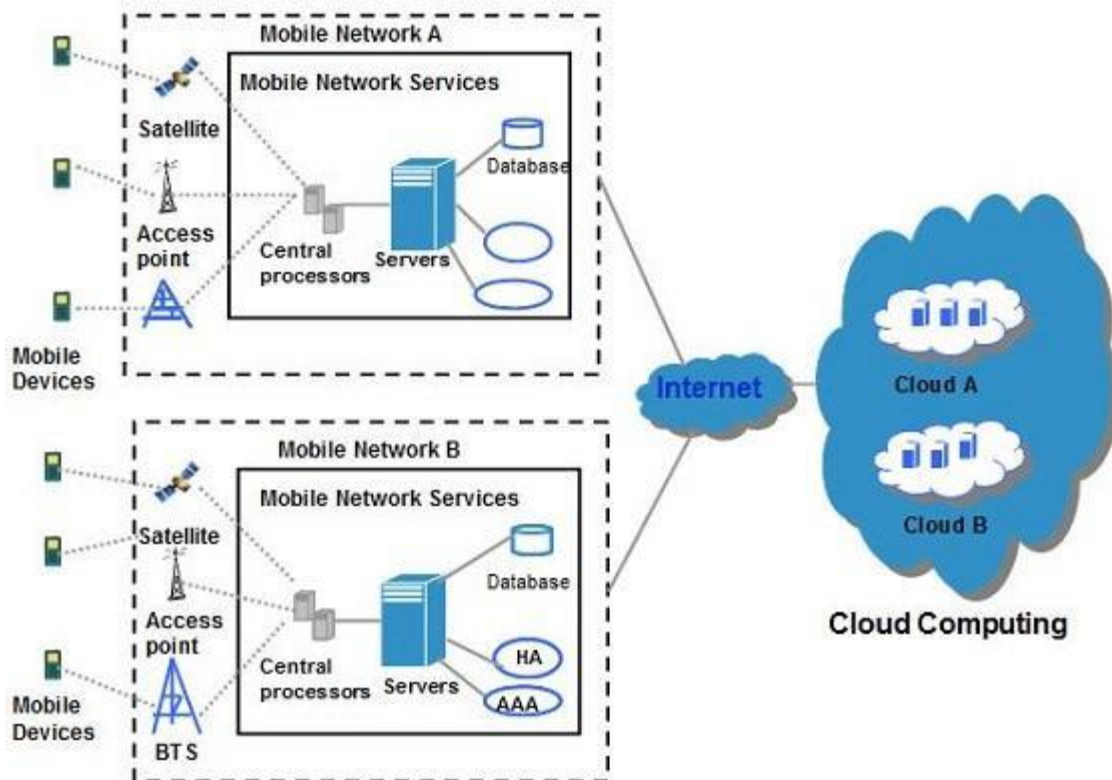 Mobile Network A
Mobile Network Services
Satellite
Database
Access
point
Central
processors
Servers
Mobile
Devices
Internet
Cloud A
Cloud B
Cloud Computing
Mobile Network B
Mobile Network Services
Satellite
Database
Access
point
Central
processors
Servers
HA
AAA
Mobile
Devices
BTS